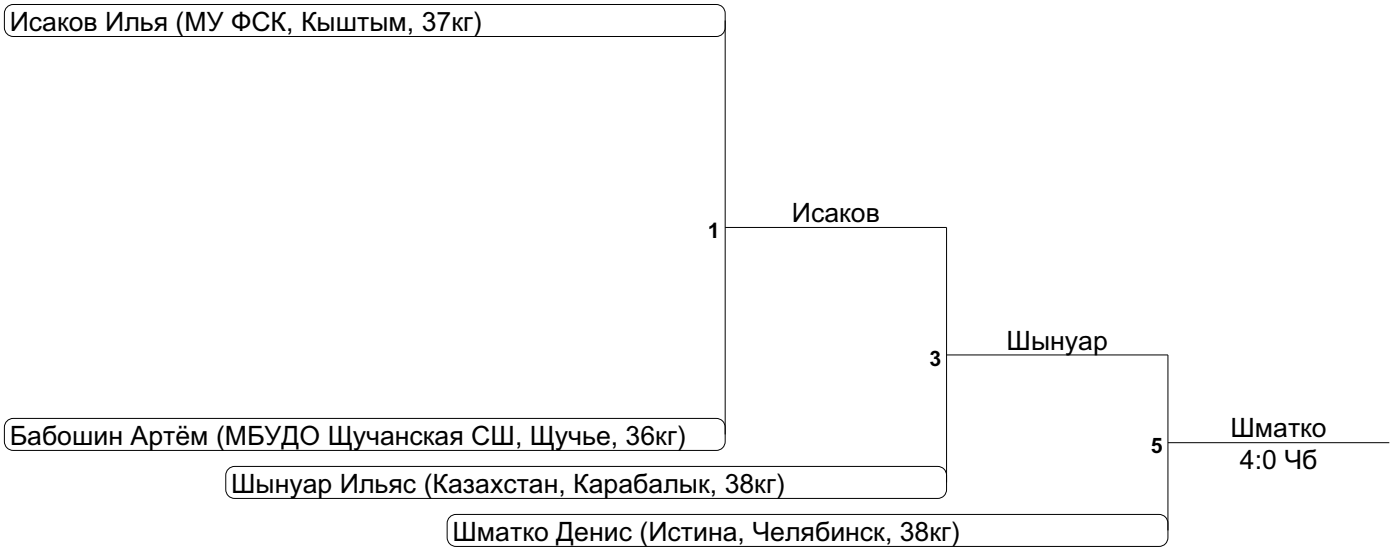 Исаков Илья (МУ ФСК, Кыштым, 37кг)
Исаков
1
Шынуар
3
Бабошин Артём (МБУДО Щучанская СШ, Щучье, 36кг)
Шматко
5
4:0 Чб
Шынуар Ильяс (Казахстан, Карабалык, 38кг)
Шматко Денис (Истина, Челябинск, 38кг)